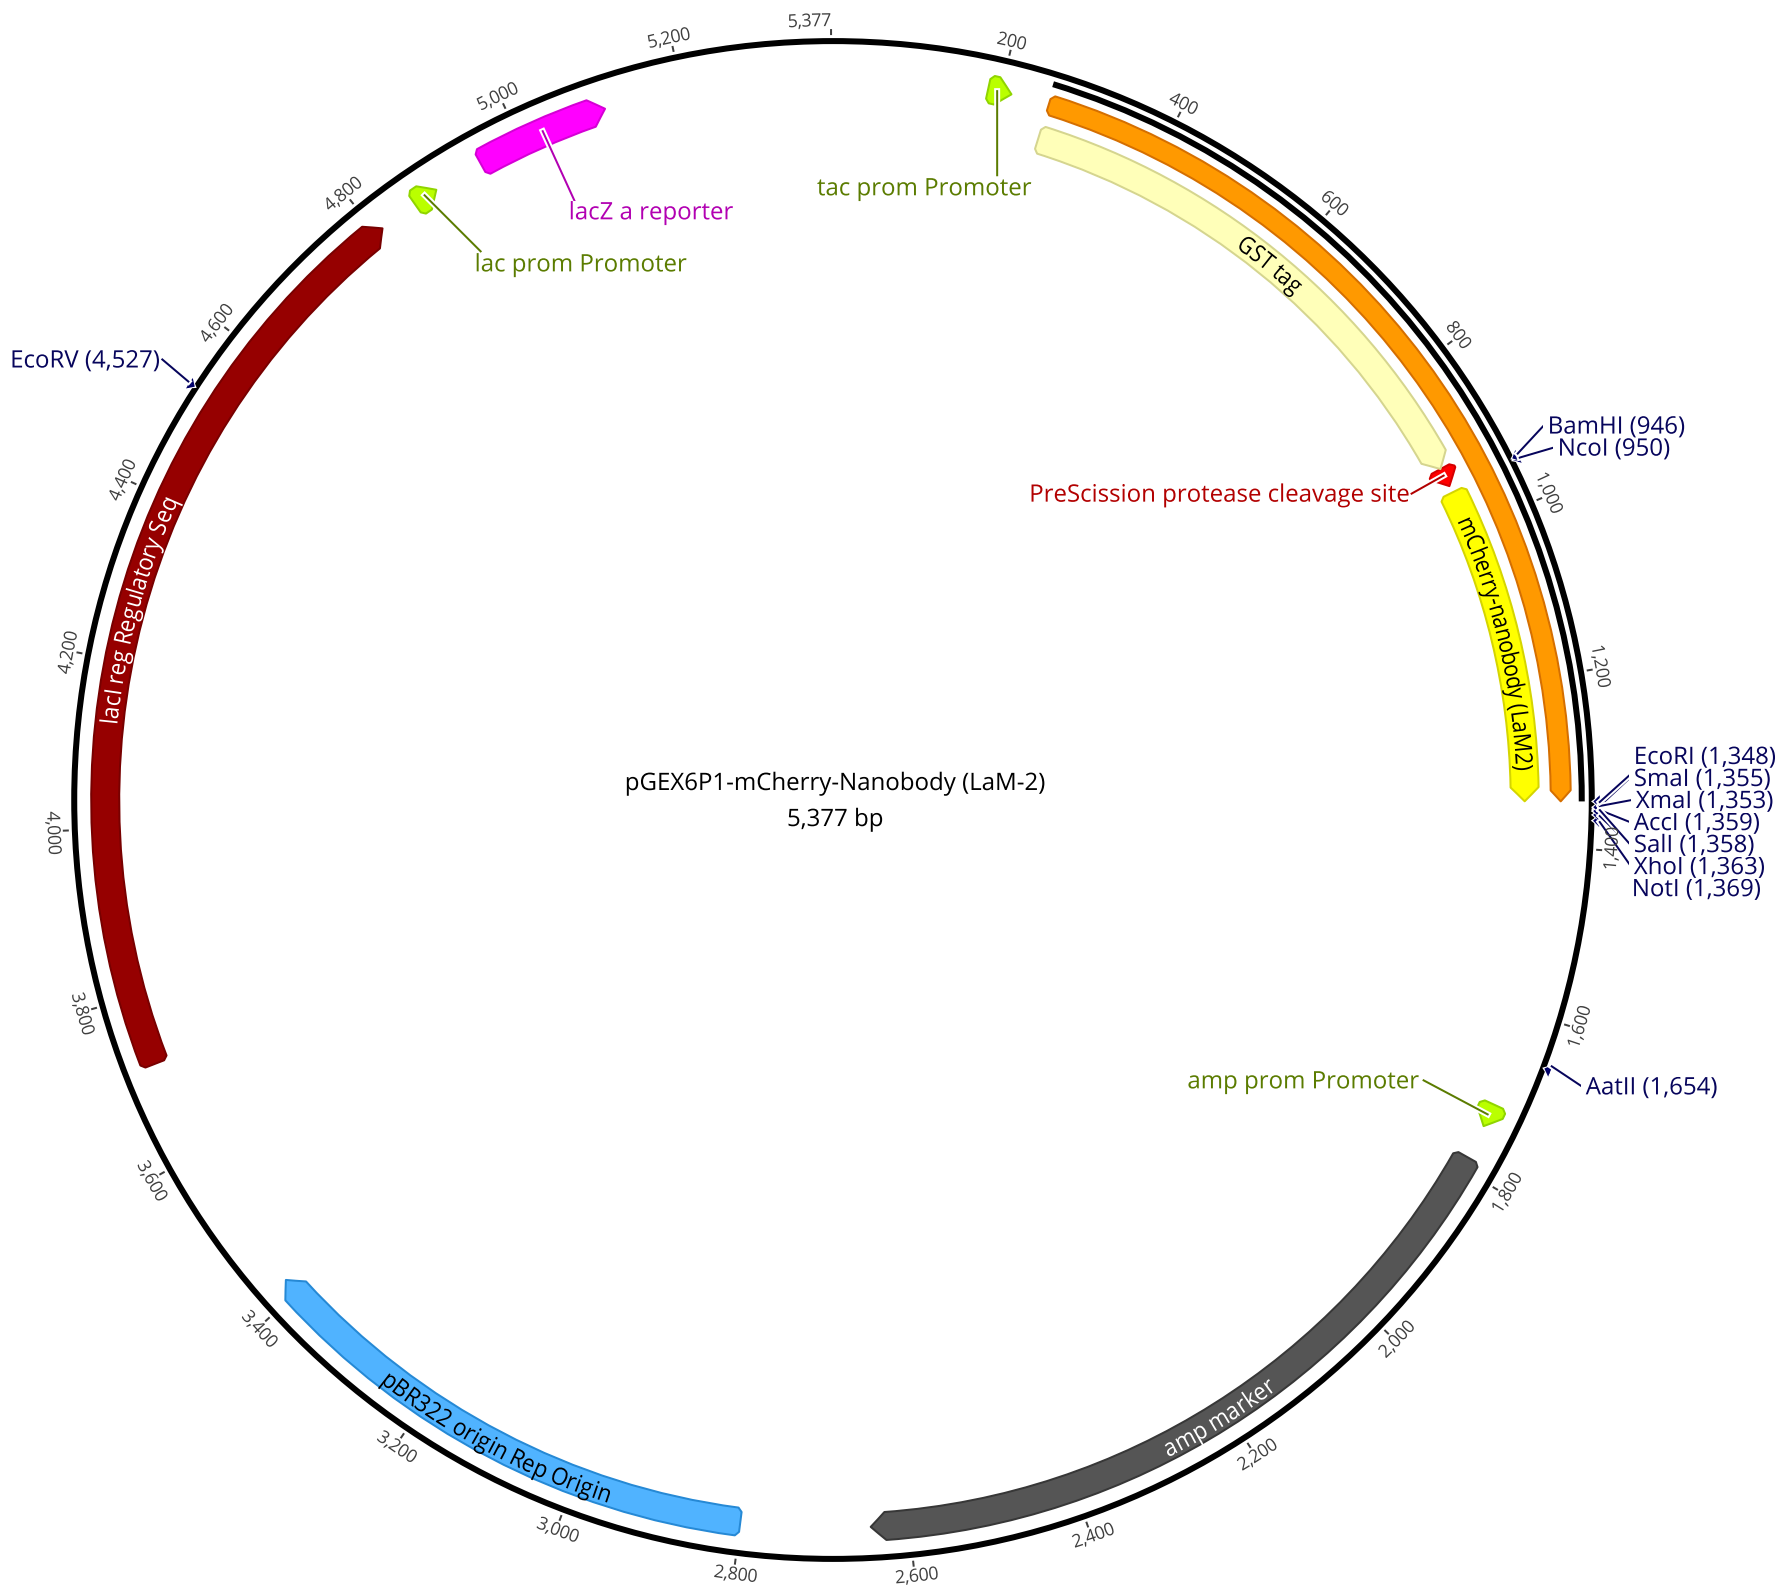 5,377
200
400
600
800
1,000
1,200
1,400
1,600
1,800
2,000
2,200
2,400
2,600
2,800
3,000
3,200
3,400
3,600
3,800
4,000
4,200
4,400
4,600
4,800
5,000
5,200
tac prom Promoter
GST tag
BamHI (946)
NcoI (950)
PreScission protease cleavage site
mCherry-nanobody (LaM2)
EcoRI (1,348)
SmaI (1,355)
XmaI (1,353)
AccI (1,359)
SalI (1,358)
XhoI (1,363)
NotI (1,369)
AatII (1,654)
amp prom Promoter
amp marker
pBR322 origin Rep Origin
lacI reg Regulatory Seq
EcoRV (4,527)
lac prom Promoter
lacZ a reporter
pGEX6P1-mCherry-Nanobody (LaM-2)
5,377 bp